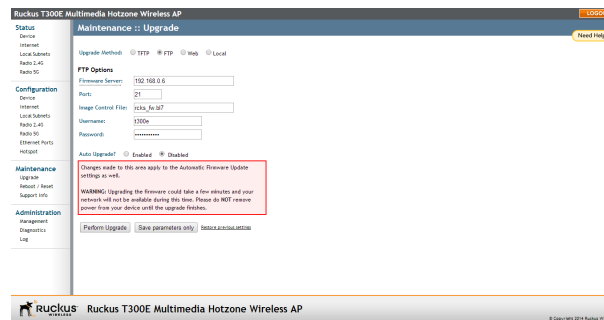 Ruckus T300E Multimedia Hotzone Wireless AP
LOGO
Status
Device
Internet
Local Subnets
Radio 2.4G
Radio 5G
Configuration
Device
Internet
Local Subnets
Radio 2.4G
Radio 5G
Ethernet Ports
Hotspot
Maintenance
Upgrade
Reboot / Reset
Support Info
Administration
Management
Diagnostics
Log
Maintenance :: Upgrade
Need Help
Upgrade Method: TFTP FTP Web Local
FTP Options
Firmware Server: 192.168.0.6
Port: 21
Image Control File: rcks_fw.bl7
Username: t300e
Password: •••••••••••
Auto Upgrade? Enabled Disabled
Changes made to this area apply to the Automatic Firmware Update
settings as well.
WARNING: Upgrading the firmware could take a few minutes and your
network will not be available during this time. Please do NOT remove
power from your device until the upgrade finishes.
Perform Upgrade Save parameters only Restore previous settings
RUCKUS WIRELESS
Ruckus T300E Multimedia Hotzone Wireless AP
© Copyright 2014 Ruckus W